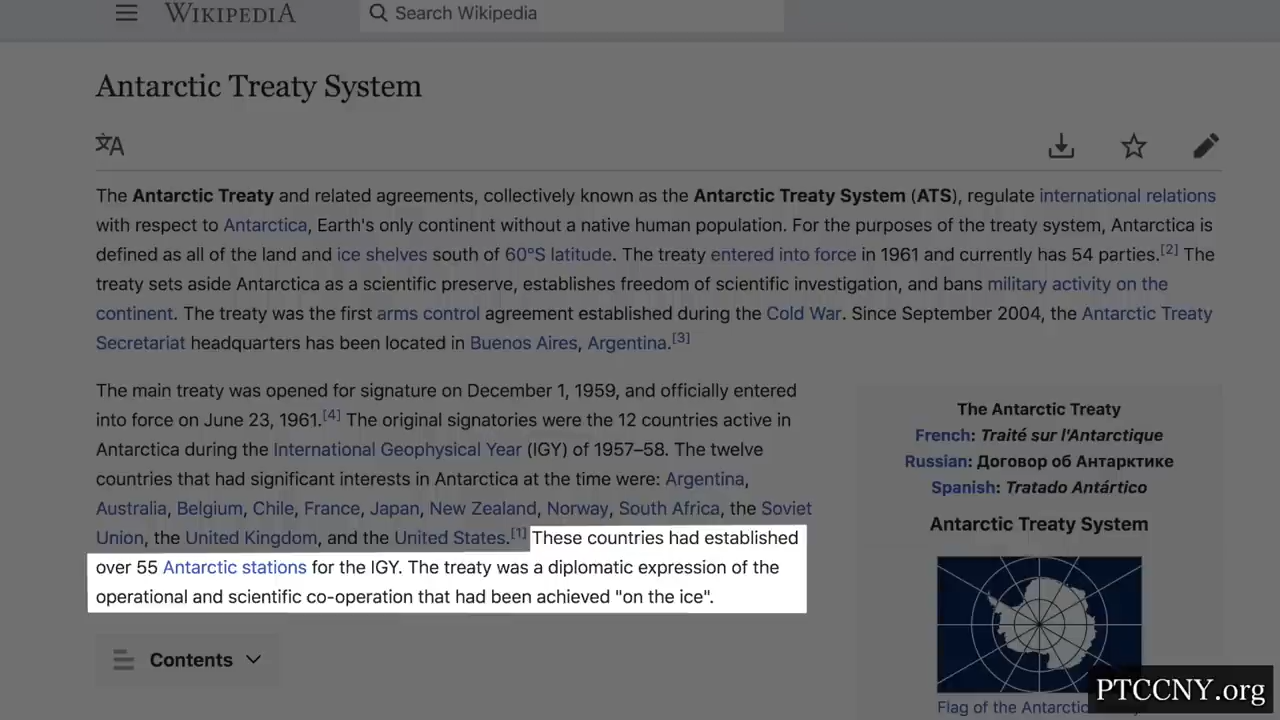 WIKIPEDIA
Search Wikipedia
Antarctic Treaty System
文A
The Antarctic Treaty and related agreements, collectively known as the Antarctic Treaty System (ATS), regulate international relations
with respect to Antarctica, Earth's only continent without a native human population. For the purposes of the treaty system, Antarctica is
defined as all of the land and ice shelves south of 60°S latitude. The treaty entered into force in 1961 and currently has 54 parties.[2] The
treaty sets aside Antarctica as a scientific preserve, establishes freedom of scientific investigation, and bans military activity on the
continent. The treaty was the first arms control agreement established during the Cold War. Since September 2004, the Antarctic Treaty
Secretariat headquarters has been located in Buenos Aires, Argentina.[3]
The main treaty was opened for signature on December 1, 1959, and officially entered
into force on June 23, 1961.[4] The original signatories were the 12 countries active in
Antarctica during the International Geophysical Year (IGY) of 1957–58. The twelve
countries that had significant interests in Antarctica at the time were: Argentina,
Australia, Belgium, Chile, France, Japan, New Zealand, Norway, South Africa, the Soviet
Union, the United Kingdom, and the United States.[1] These countries had established
over 55 Antarctic stations for the IGY. The treaty was a diplomatic expression of the
operational and scientific co-operation that had been achieved "on the ice".
Contents
The Antarctic Treaty
French: Traité sur l'Antarctique
Russian: Договор об Антарктике
Spanish: Tratado Antártico
Antarctic Treaty System
Flag of the Antarctic
PTCCNY.org